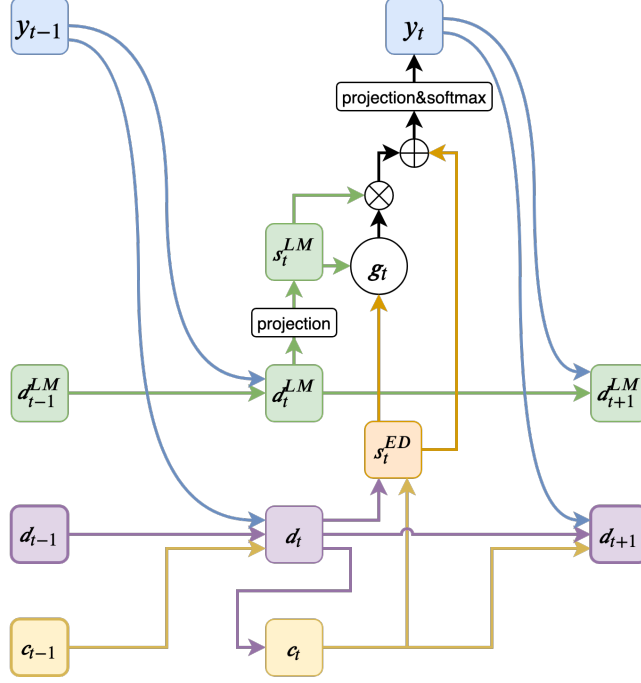 y_{t-1}
y_t
projection&softmax
s_t^{LM}
g_t
projection
d_{t-1}^{LM}
d_t^{LM}
d_{t+1}^{LM}
s_t^{ED}
d_{t-1}
d_t
d_{t+1}
c_{t-1}
c_t